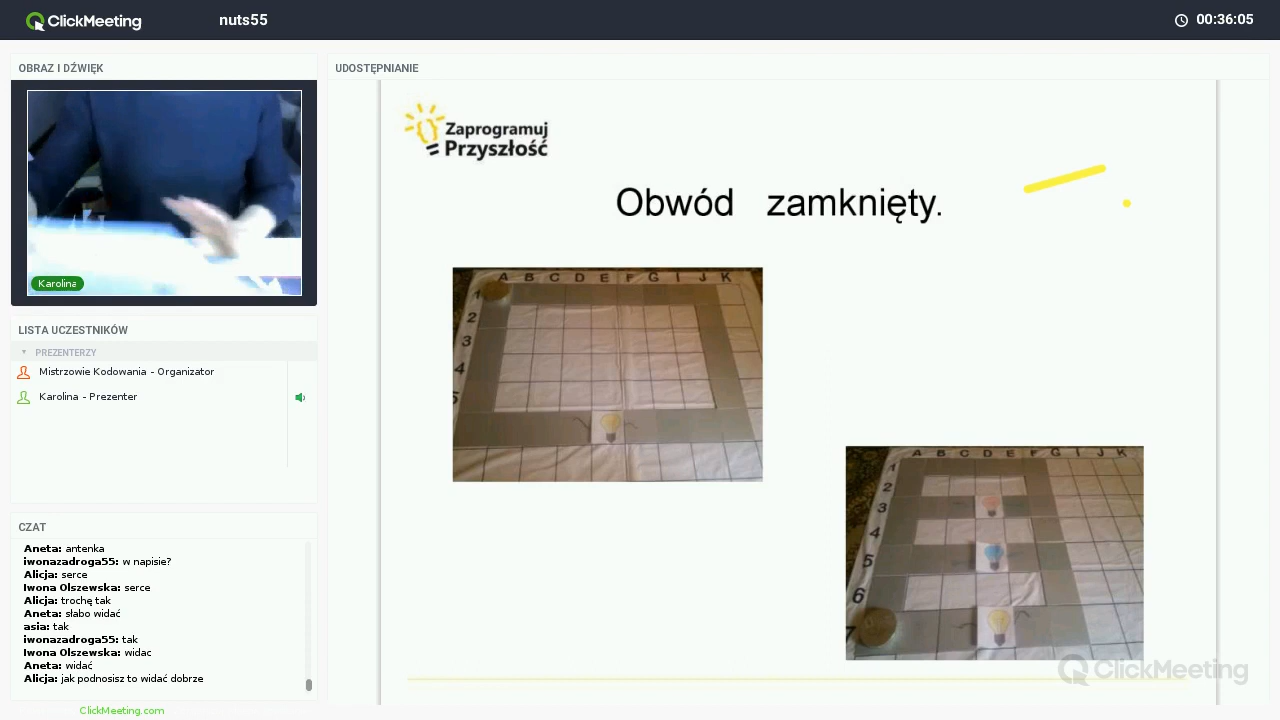 ClickMeeting
nuts55
00:36:05
OBRAZ I DŹWIĘK
Karolina
LISTA UCZESTNIKÓW
PREZENTERZY
Mistrzowie Kodowania - Organizator
Karolina - Prezenter
CZAT
Aneta: antenka
iwonazadroga55: w napisie?
Alicja: serce
Iwona Olszewska: serce
Alicja: trochę tak
Aneta: słabo widać
asia: tak
iwonazadroga55: tak
Iwona Olszewska: widac
Aneta: widać
Alicja: jak podnosisz to widać dobrze
ClickMeeting.com
UDOSTĘPNIANIE
Zaprogramuj
Przyszłość
Obwód zamknięty.
A B C D E F G I J K
1
2
3
4
5
A B C D E F G I J K
1
2
3
4
5
6
7
ClickMeeting